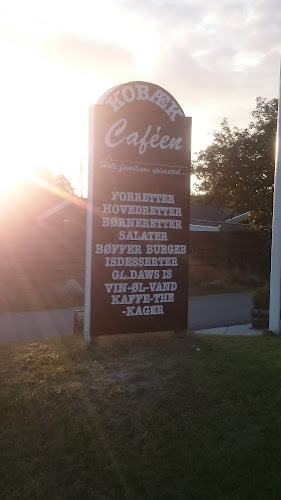 KOBÆK
Caféen
Hele familiens spisested...
FORRETTER
HOVEDRETTER
BØRNERETTER
SALATER
BØFFER BURGER
ISDESSERTER
GL.DAWS IS
VIN-ØL-VAND
KAFFE-THE
-KAGER